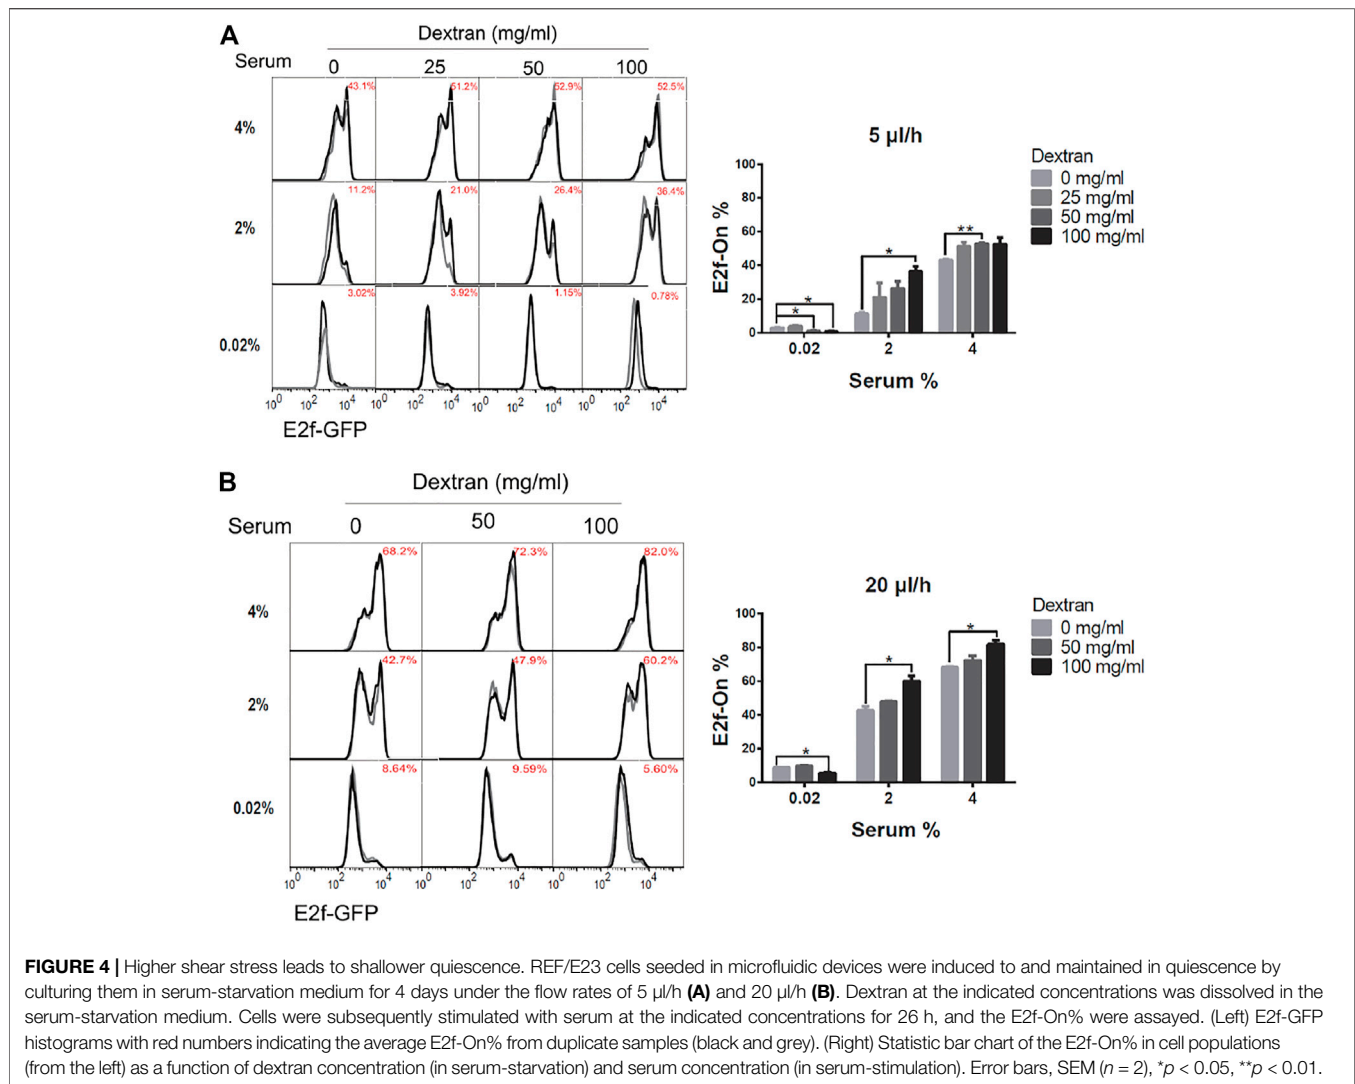 A
Dextran (mg/ml)
Serum
0 25 50 100
4%
43.1% 51.2% 52.9% 52.5%
2%
11.2% 21.0% 26.4% 36.4%
0.02%
3.02% 3.92% 1.15% 0.78%
10^0 10^2 10^4 10^0 10^2 10^4 10^0 10^2 10^4 10^0 10^2 10^4
E2f-GFP
5 µl/h
E2f-On %
100
80
60
40
20
0
* * * **
0.02 2 4
Serum %
Dextran
0 mg/ml
25 mg/ml
50 mg/ml
100 mg/ml
B
Dextran (mg/ml)
Serum
0 50 100
4%
68.2% 72.3% 82.0%
2%
42.7% 47.9% 60.2%
0.02%
8.64% 9.59% 5.60%
10^0 10^2 10^4 10^0 10^2 10^4 10^0 10^2 10^4
E2f-GFP
20 µl/h
E2f-On %
100
80
60
40
20
0
* * *
0.02 2 4
Serum %
Dextran
0 mg/ml
50 mg/ml
100 mg/ml
FIGURE 4 | Higher shear stress leads to shallower quiescence. REF/E23 cells seeded in microfluidic devices were induced to and maintained in quiescence by
culturing them in serum-starvation medium for 4 days under the flow rates of 5 µl/h (A) and 20 µl/h (B). Dextran at the indicated concentrations was dissolved in the
serum-starvation medium. Cells were subsequently stimulated with serum at the indicated concentrations for 26 h, and the E2f-On% were assayed. (Left) E2f-GFP
histograms with red numbers indicating the average E2f-On% from duplicate samples (black and grey). (Right) Statistic bar chart of the E2f-On% in cell populations
(from the left) as a function of dextran concentration (in serum-starvation) and serum concentration (in serum-stimulation). Error bars, SEM (n = 2), *p < 0.05, **p < 0.01.